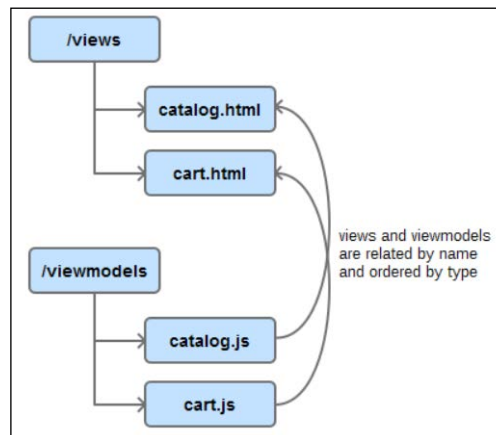 /views
catalog.html
cart.html
views and viewmodels
are related by name
and ordered by type
/viewmodels
catalog.js
cart.js